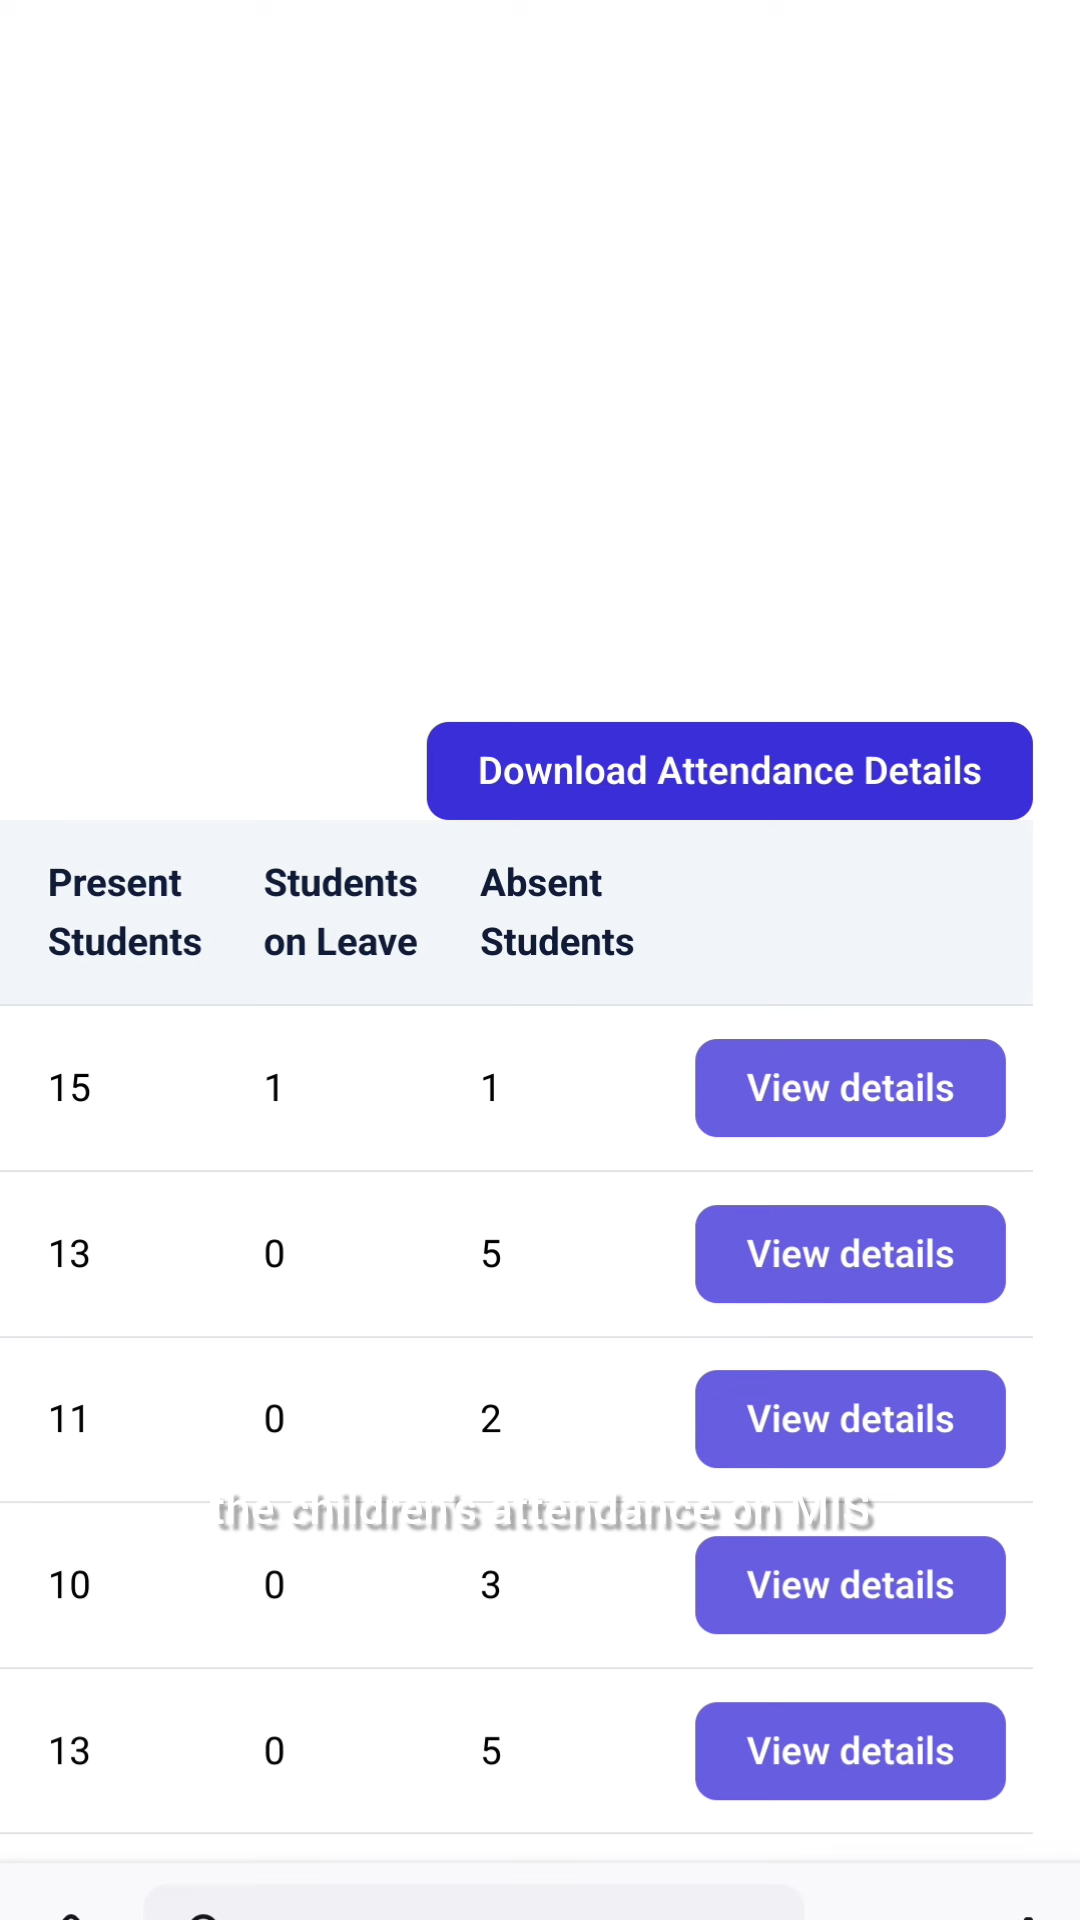 Download Attendance Details
Present Students
Students on Leave
Absent Students
15 1 1 View details
13 0 5 View details
11 0 2 View details
the children's attendance on MIS
10 0 3 View details
13 0 5 View details